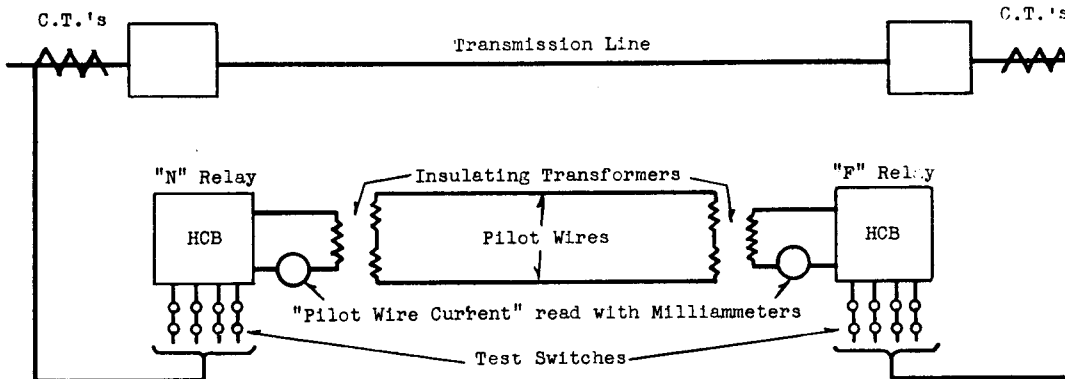 C.T.'s
C.T.'s
Transmission Line
"N" Relay
Insulating Transformers
"F" Relay
HCB
Pilot Wires
HCB
"Pilot Wire Current" read with Milliammeters
Test Switches